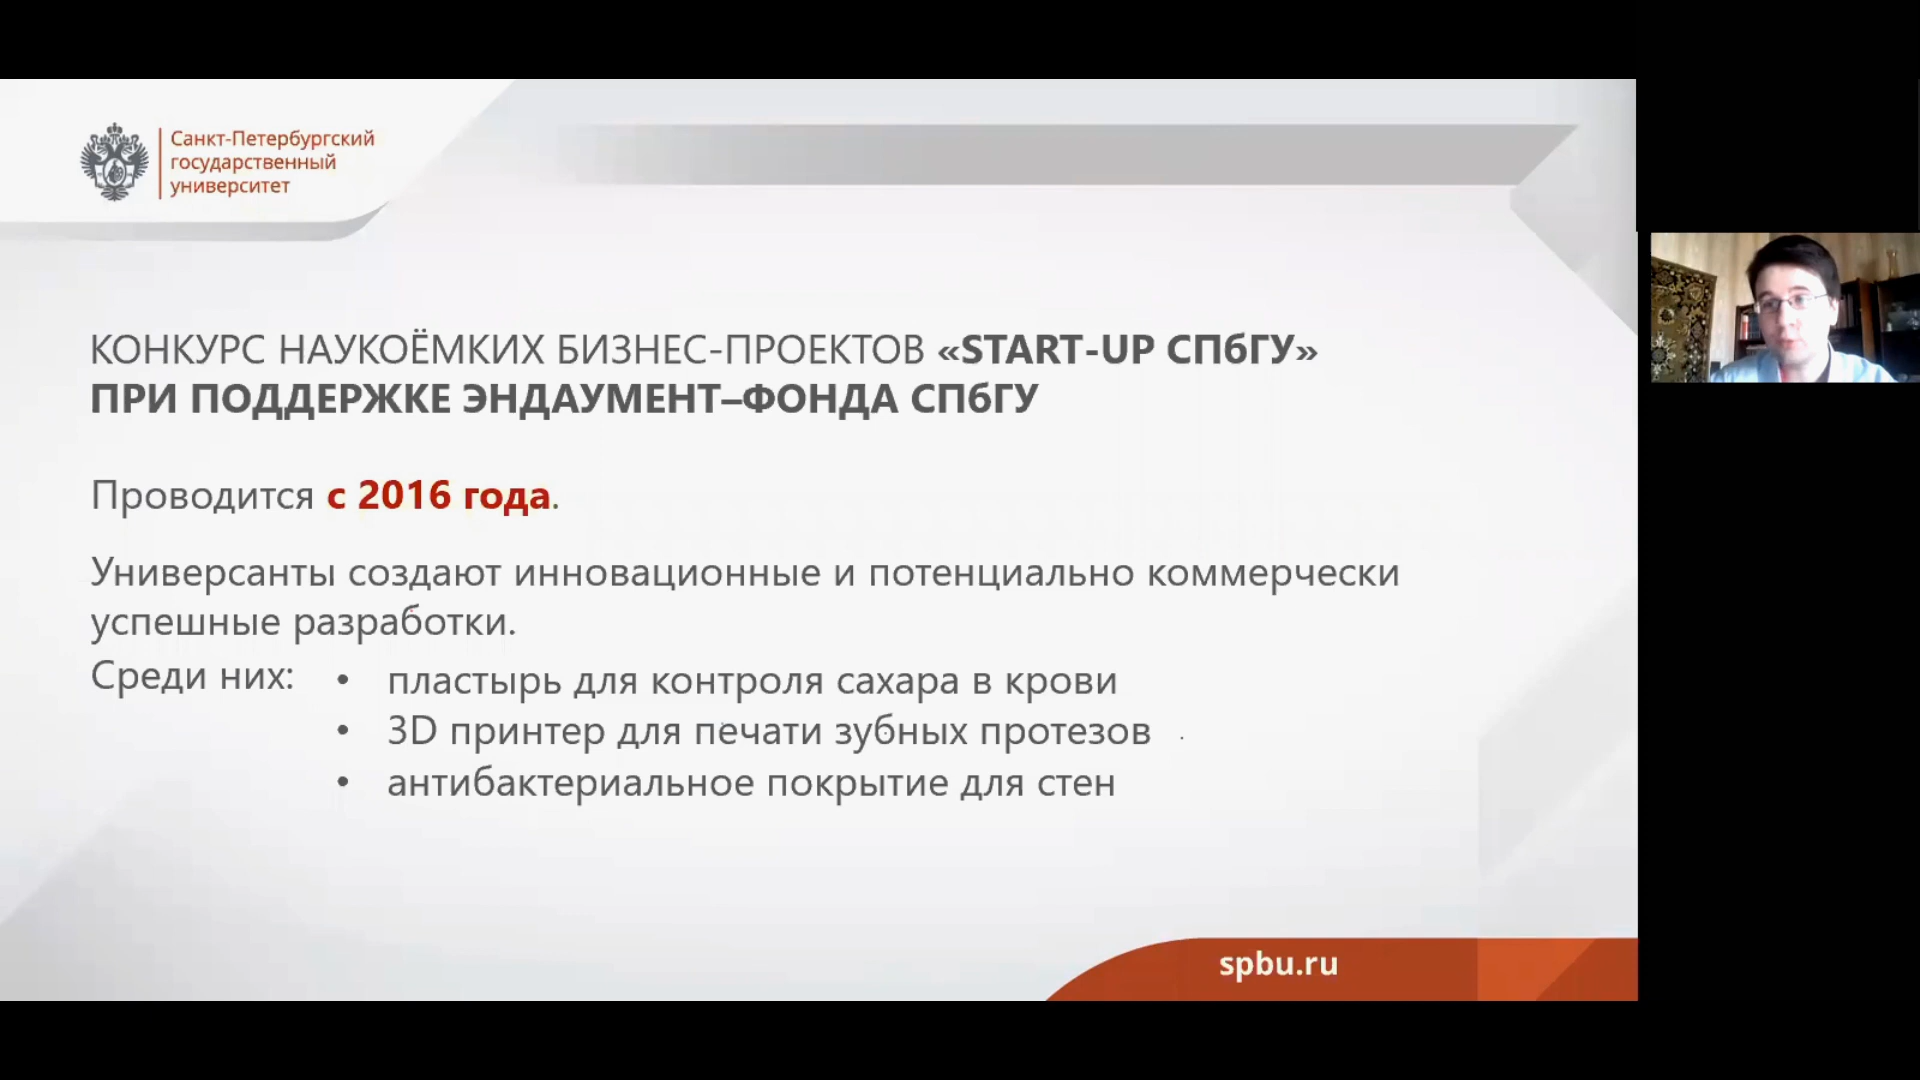 Санкт-Петербургский
государственный
университет
КОНКУРС НАУКОЁМКИХ БИЗНЕС-ПРОЕКТОВ «START-UP СПбГУ»
ПРИ ПОДДЕРЖКЕ ЭНДАУМЕНТ–ФОНДА СПбГУ
Проводится с 2016 года.
Универсанты создают инновационные и потенциально коммерчески
успешные разработки.
Среди них:
• пластырь для контроля сахара в крови
• 3D принтер для печати зубных протезов
• антибактериальное покрытие для стен
spbu.ru